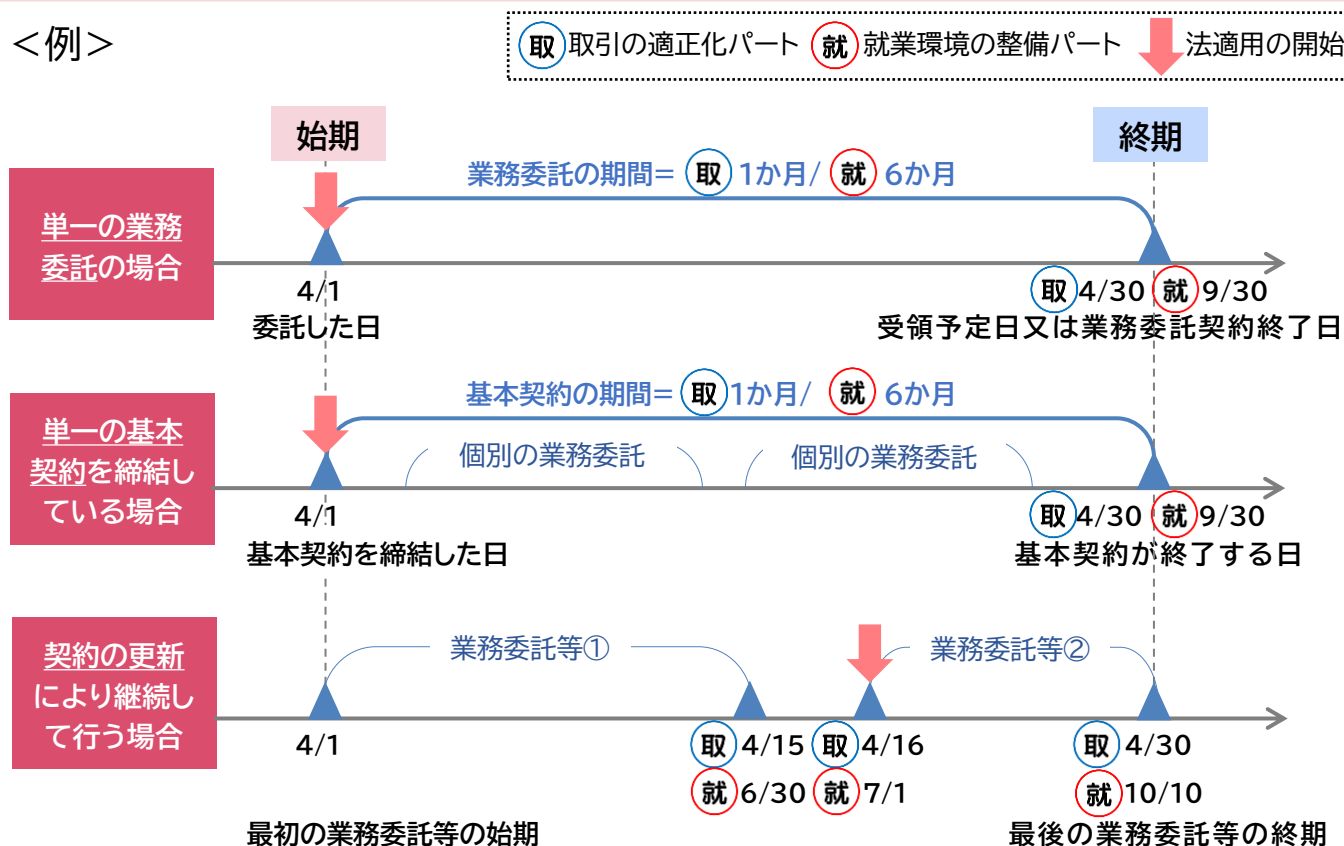 ＜例＞
取 取引の適正化パート 就 就業環境の整備パート 法適用の開始
始期
終期
業務委託の期間＝ 取 1か月/ 就 6か月
単一の業務
委託の場合
4/1
取 4/30 就 9/30
委託した日
受領予定日又は業務委託契約終了日
基本契約の期間＝ 取 1か月/ 就 6か月
単一の基本
契約を締結し
ている場合
個別の業務委託
個別の業務委託
4/1
取 4/30 就 9/30
基本契約を締結した日
基本契約が終了する日
契約の更新
により継続し
て行う場合
業務委託等①
業務委託等②
4/1
取 4/15 取 4/16
取 4/30
就 6/30 就 7/1
就 10/10
最初の業務委託等の始期
最後の業務委託等の終期